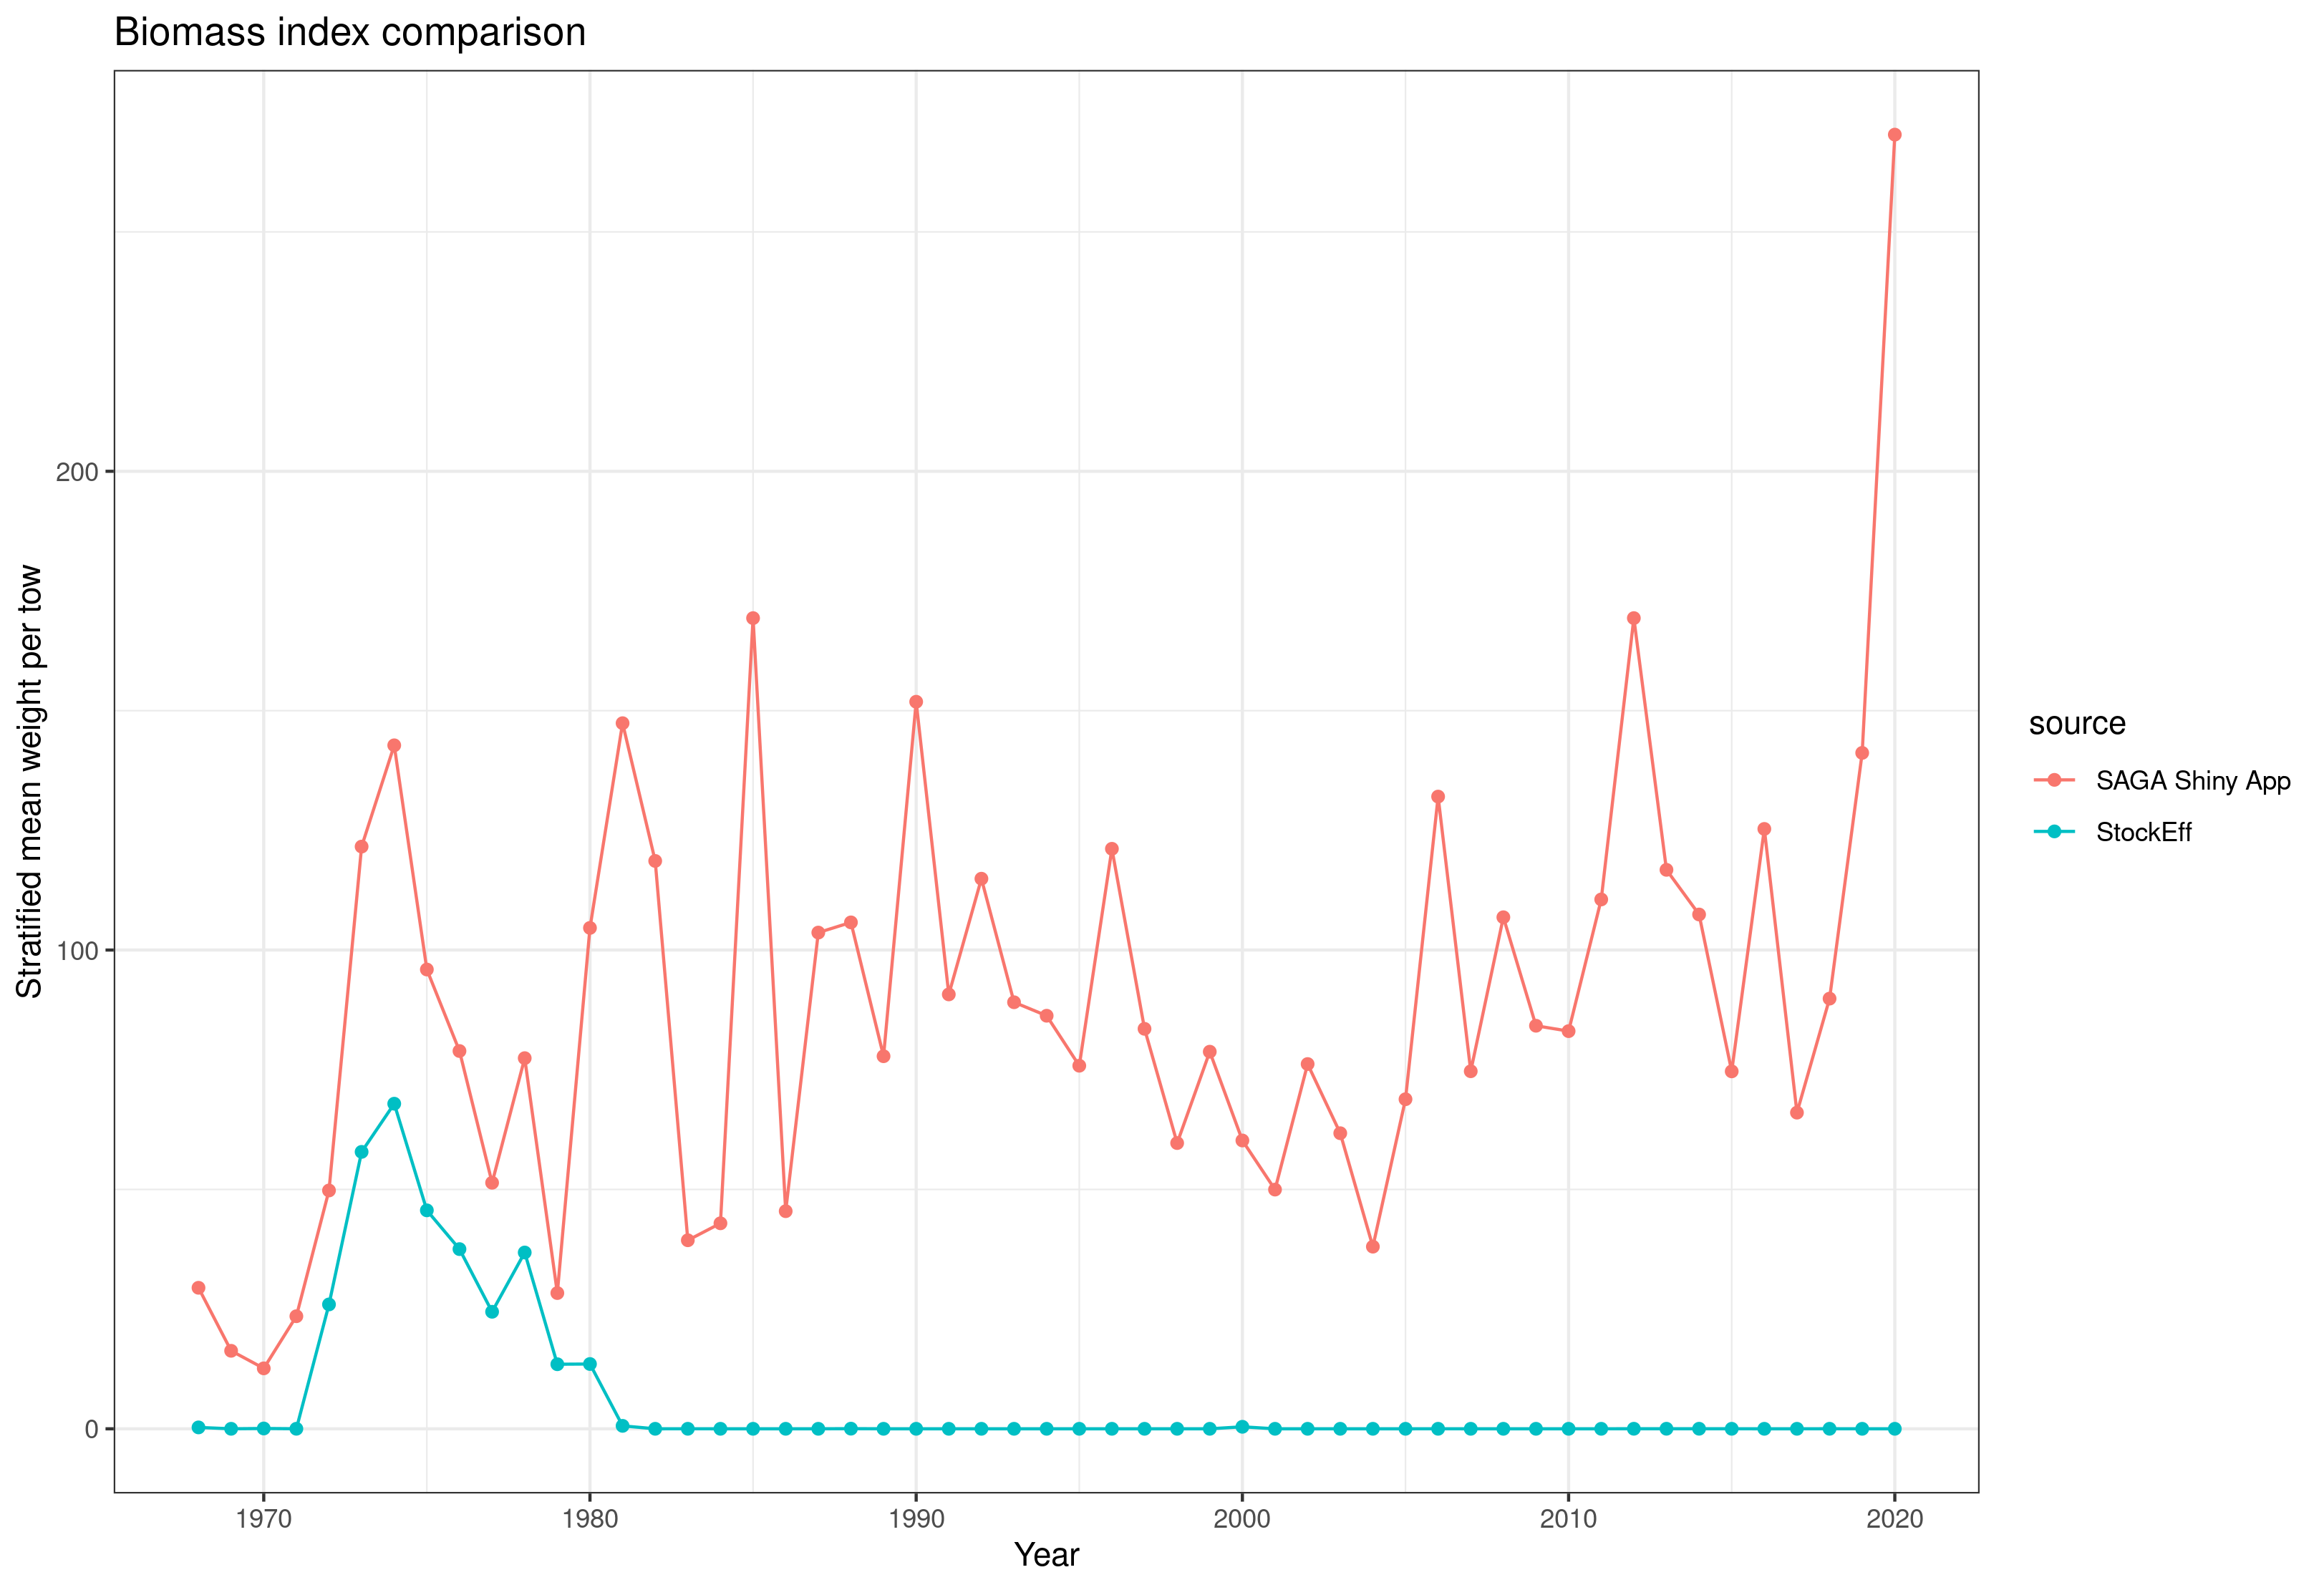 Biomass index comparison
Stratified mean weight per tow
200
100
0
1970 1980 1990 2000 2010 2020
Year
source
SAGA Shiny App
StockEff